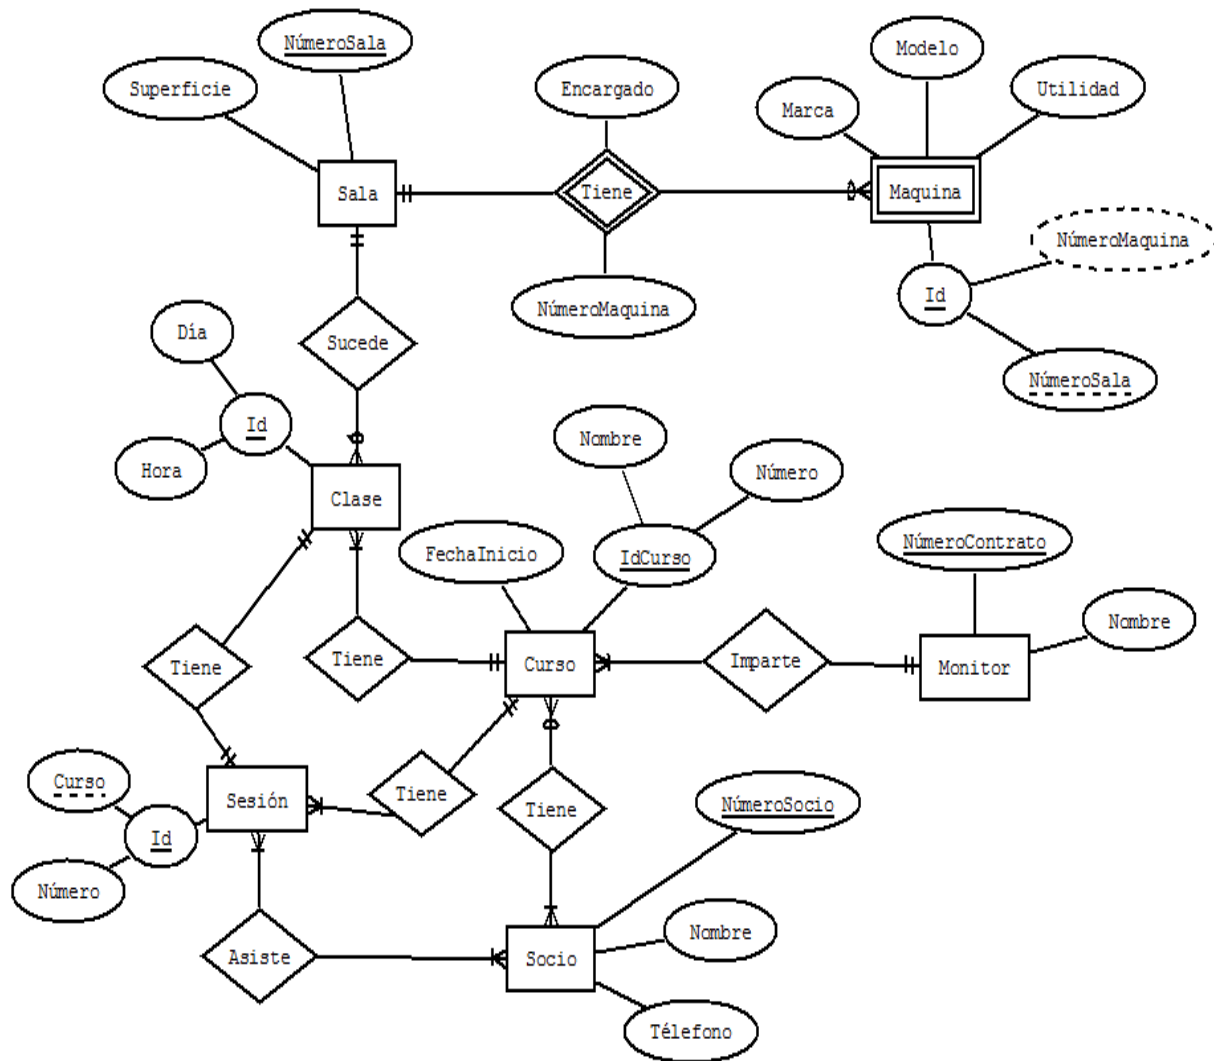 NúmeroSala
Superficie
Sala
Encargado
Tiene
NúmeroMaquina
Modelo
Marca
Utilidad
Maquina
NúmeroMaquina
Id
NúmeroSala
Sucede
Día
Id
Hora
Clase
Nombre
Número
FechaInicio
IdCurso
NúmeroContrato
Nombre
Tiene
Tiene
Curso
Imparte
Monitor
Curso
Sesión
Id
Número
Tiene
Tiene
NúmeroSocio
Asiste
Socio
Nombre
Télefono